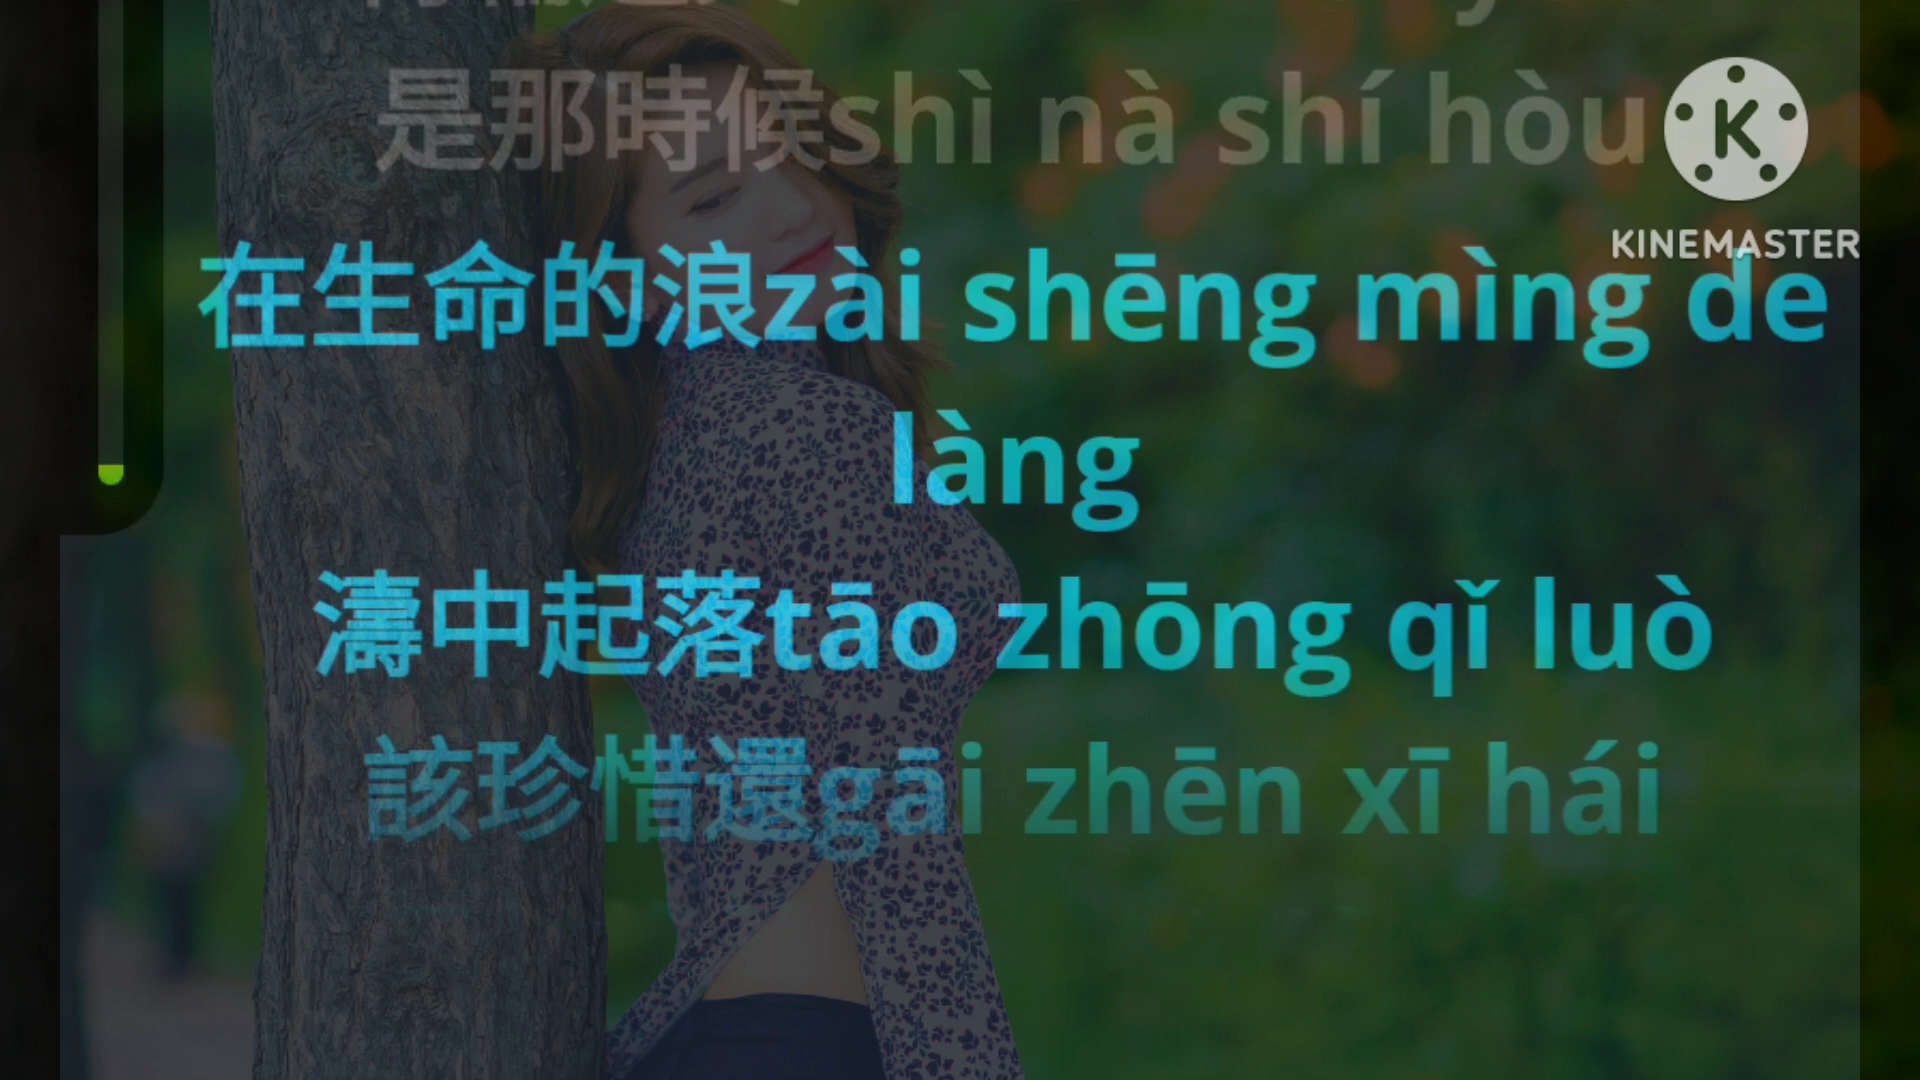 是那時候shì nà shí hòu
KINEMASTER
在生命的浪zài shēng mìng de
làng
濤中起落tāo zhōng qǐ luò
該珍惜還gāi zhēn xī hái